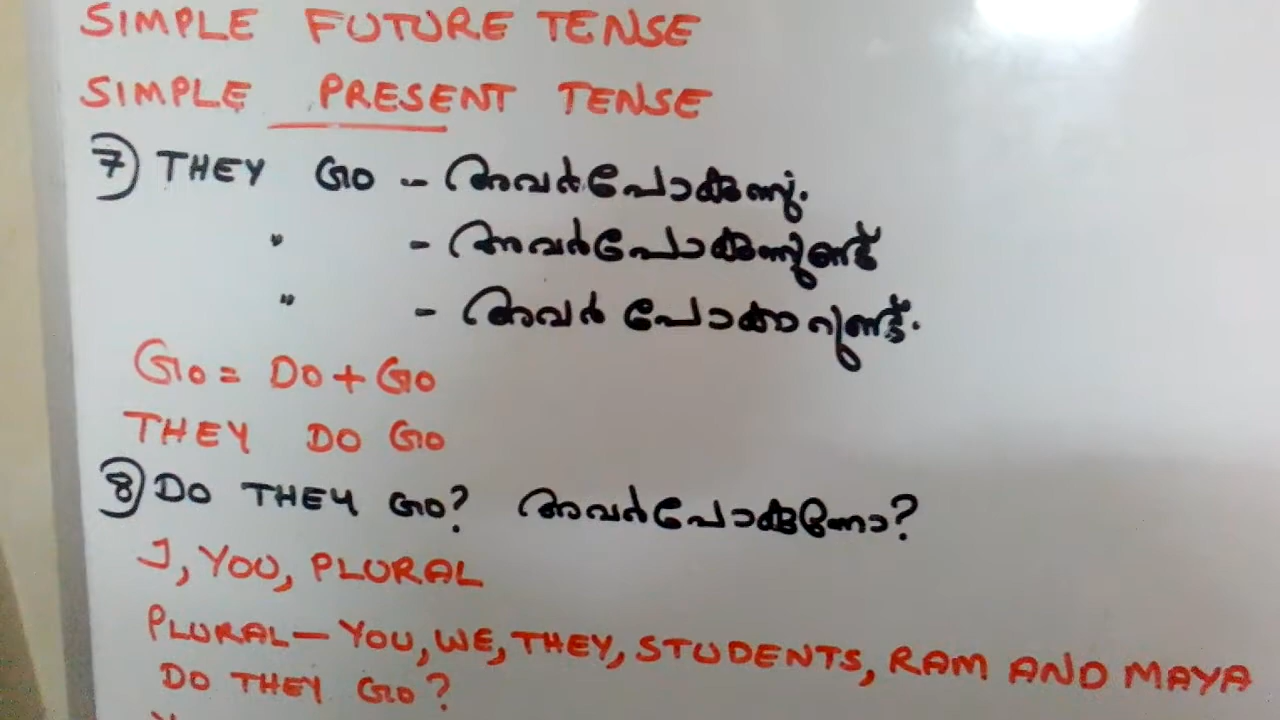 SIMPLE FUTURE TENSE
SIMPLE PRESENT TENSE
7) THEY GO - അവർ പോകുന്നു.
" - അവർ പോകുന്നുണ്ട്
" - അവർ പോകാറുണ്ട്.
GO = DO + GO
THEY DO GO
8) DO THEY GO? അവർ പോകുന്നോ?
I, YOU, PLURAL
PLURAL - YOU, WE, THEY, STUDENTS, RAM AND MAYA
DO THEY GO?